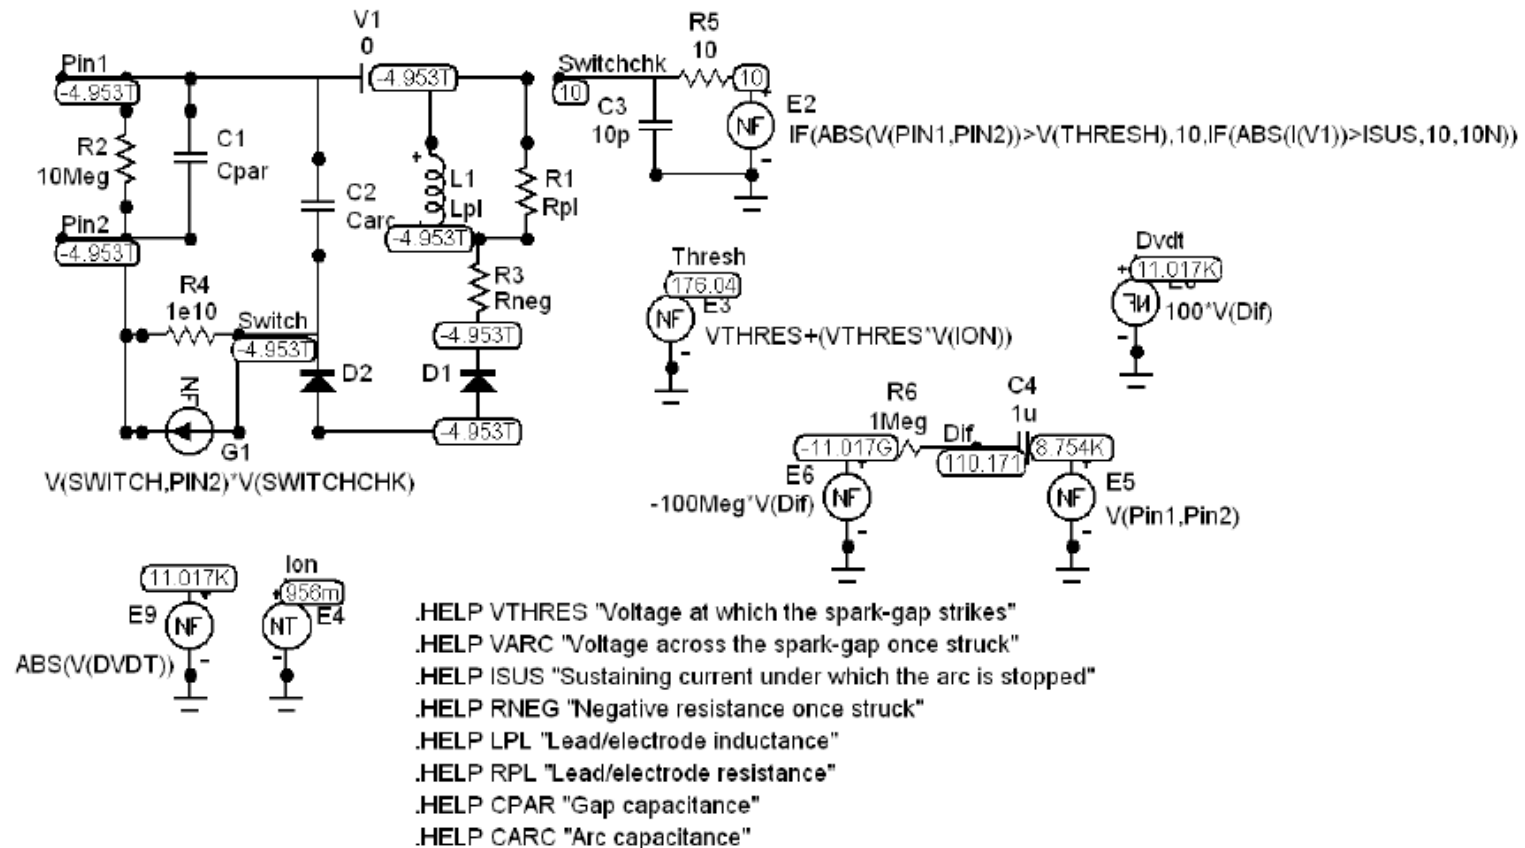 V1
0
R5
10
Pin1
-4.953T
-4.953T
Switchchk
10
10
C3
10p
E2
NF
IF(ABS(V(PIN1,PIN2))>V(THRESH),10,IF(ABS(I(V1))>ISUS,10,10N))
R2
10Meg
C1
Cpar
C2
Carc
L1
Lpl
R1
Rpl
Pin2
-4.953T
-4.953T
R3
Rneg
Thresh
176.04
E3
NF
VTHRES+(VTHRES*V(ION))
Dvdt
11.017K
NF
100*V(Dif)
R4
1e10
Switch
-4.953T
-4.953T
D2
D1
NF
G1
-4.953T
V(SWITCH,PIN2)*V(SWITCHCHK)
R6
1Meg
C4
1u
Dif
-11.017G
110.171
8.754K
E6
NF
-100Meg*V(Dif)
E5
NF
V(Pin1,Pin2)
11.017K
E9
NF
ABS(V(DVDT))
Ion
956m
E4
NT
.HELP VTHRES "Voltage at which the spark-gap strikes"
.HELP VARC "Voltage across the spark-gap once struck"
.HELP ISUS "Sustaining current under which the arc is stopped"
.HELP RNEG "Negative resistance once struck"
.HELP LPL "Lead/electrode inductance"
.HELP RPL "Lead/electrode resistance"
.HELP CPAR "Gap capacitance"
.HELP CARC "Arc capacitance"